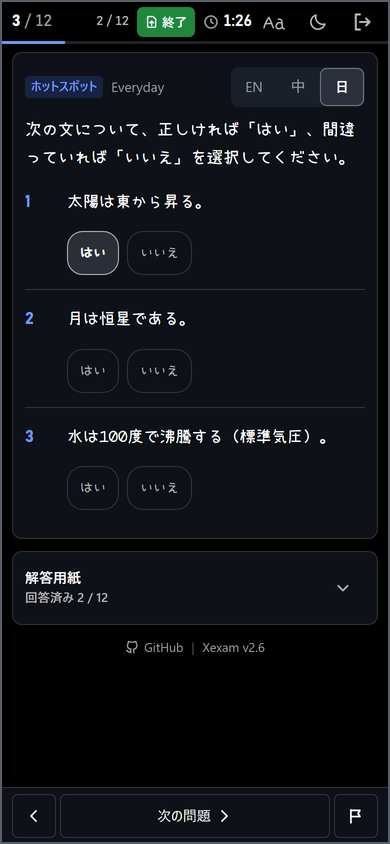 3 / 12
2 / 12
終了
1:26
Aa
ホットスポット
Everyday
EN
中
日
次の文について、正しければ「はい」、間違
っていれば「いいえ」を選択してください。
1
太陽は東から昇る。
はい
いいえ
2
月は恒星である。
はい
いいえ
3
水は100度で沸騰する（標準気圧）。
はい
いいえ
解答用紙
回答済み 2 / 12
GitHub | Xexam v2.6
次の問題